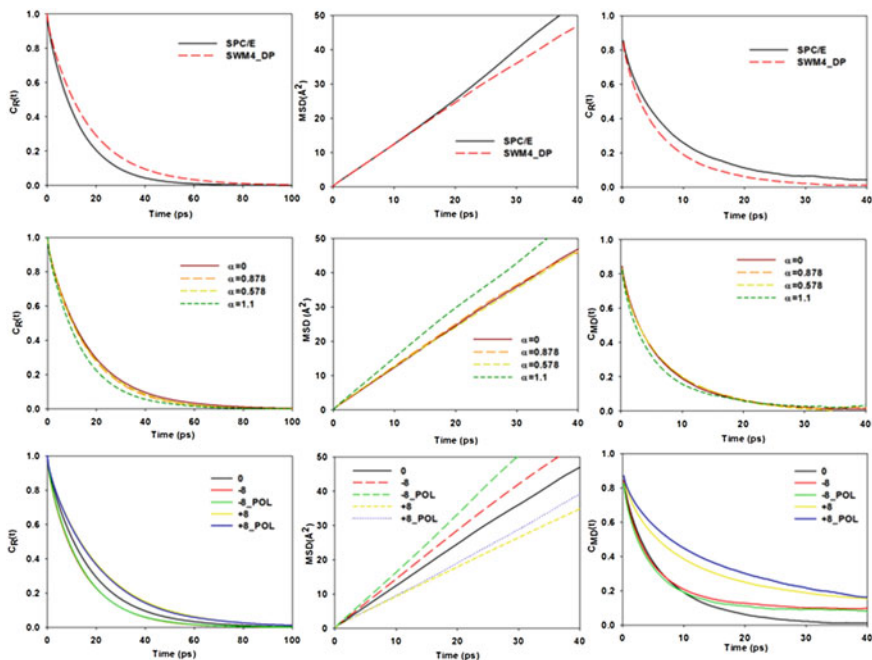 1.0
0.8
0.6
0.4
0.2
0.0
C_R(t)
SPC/E
SWM4_DP
0 20 40 60 80 100
Time (ps)
50
40
30
20
10
0
MSD(Å²)
SPC/E
SWM4_DP
0 10 20 30 40
Time (ps)
1.0
0.8
0.6
0.4
0.2
0.0
C_R(t)
SPC/E
SWM4_DP
0 10 20 30 40
Time (ps)
1.0
0.8
0.6
0.4
0.2
0.0
C_R(t)
α=0
α=0.878
α=0.578
α=1.1
0 20 40 60 80 100
Time (ps)
50
40
30
20
10
0
MSD (Å²)
α=0
α=0.878
α=0.578
α=1.1
0 10 20 30 40
Time (ps)
1.0
0.8
0.6
0.4
0.2
0.0
C_MD(t)
α=0
α=0.878
α=0.578
α=1.1
0 10 20 30 40
Time (ps)
1.0
0.8
0.6
0.4
0.2
0.0
C_R(t)
0
-8
-8_POL
+8
+8_POL
0 20 40 60 80 100
Time (ps)
50
40
30
20
10
0
MSD(Å²)
0
-8
-8_POL
+8
+8_POL
0 10 20 30 40
Time (ps)
1.0
0.8
0.6
0.4
0.2
0.0
C_MD(t)
0
-8
-8_POL
+8
+8_POL
0 10 20 30 40
Time (ps)